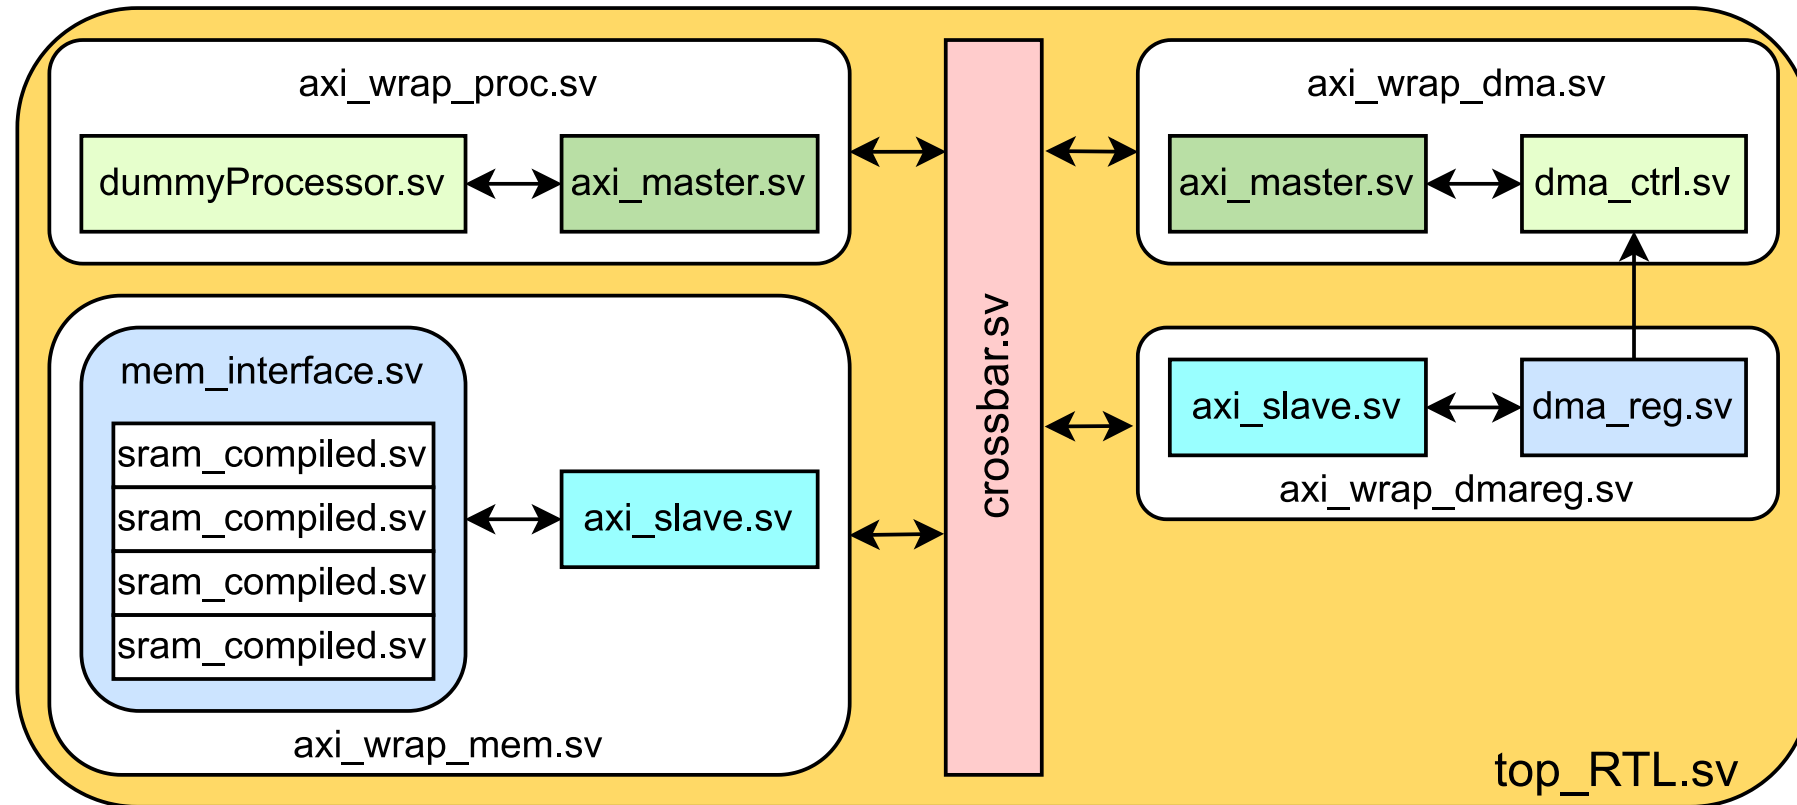 axi_wrap_proc.sv
dummyProcessor.sv
axi_master.sv
mem_interface.sv
sram_compiled.sv
sram_compiled.sv
sram_compiled.sv
sram_compiled.sv
axi_slave.sv
axi_wrap_mem.sv
crossbar.sv
axi_wrap_dma.sv
axi_master.sv
dma_ctrl.sv
axi_slave.sv
dma_reg.sv
axi_wrap_dmareg.sv
top_RTL.sv